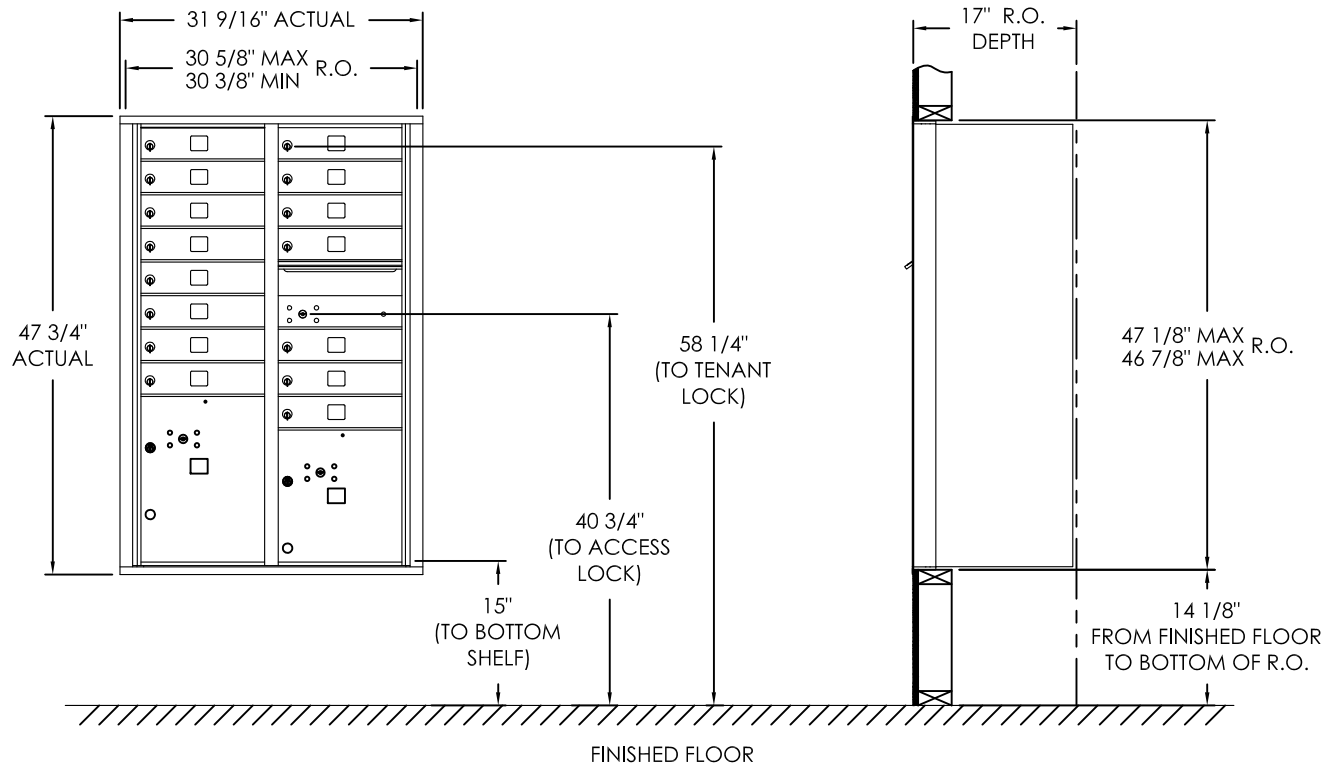 31 9/16" ACTUAL
30 5/8" MAX
30 3/8" MIN
R.O.
17" R.O.
DEPTH
47 3/4"
ACTUAL
58 1/4"
(TO TENANT
LOCK)
47 1/8" MAX
46 7/8" MAX
R.O.
40 3/4"
(TO ACCESS
LOCK)
15"
(TO BOTTOM
SHELF)
14 1/8"
FROM FINISHED FLOOR
TO BOTTOM OF R.O.
FINISHED FLOOR